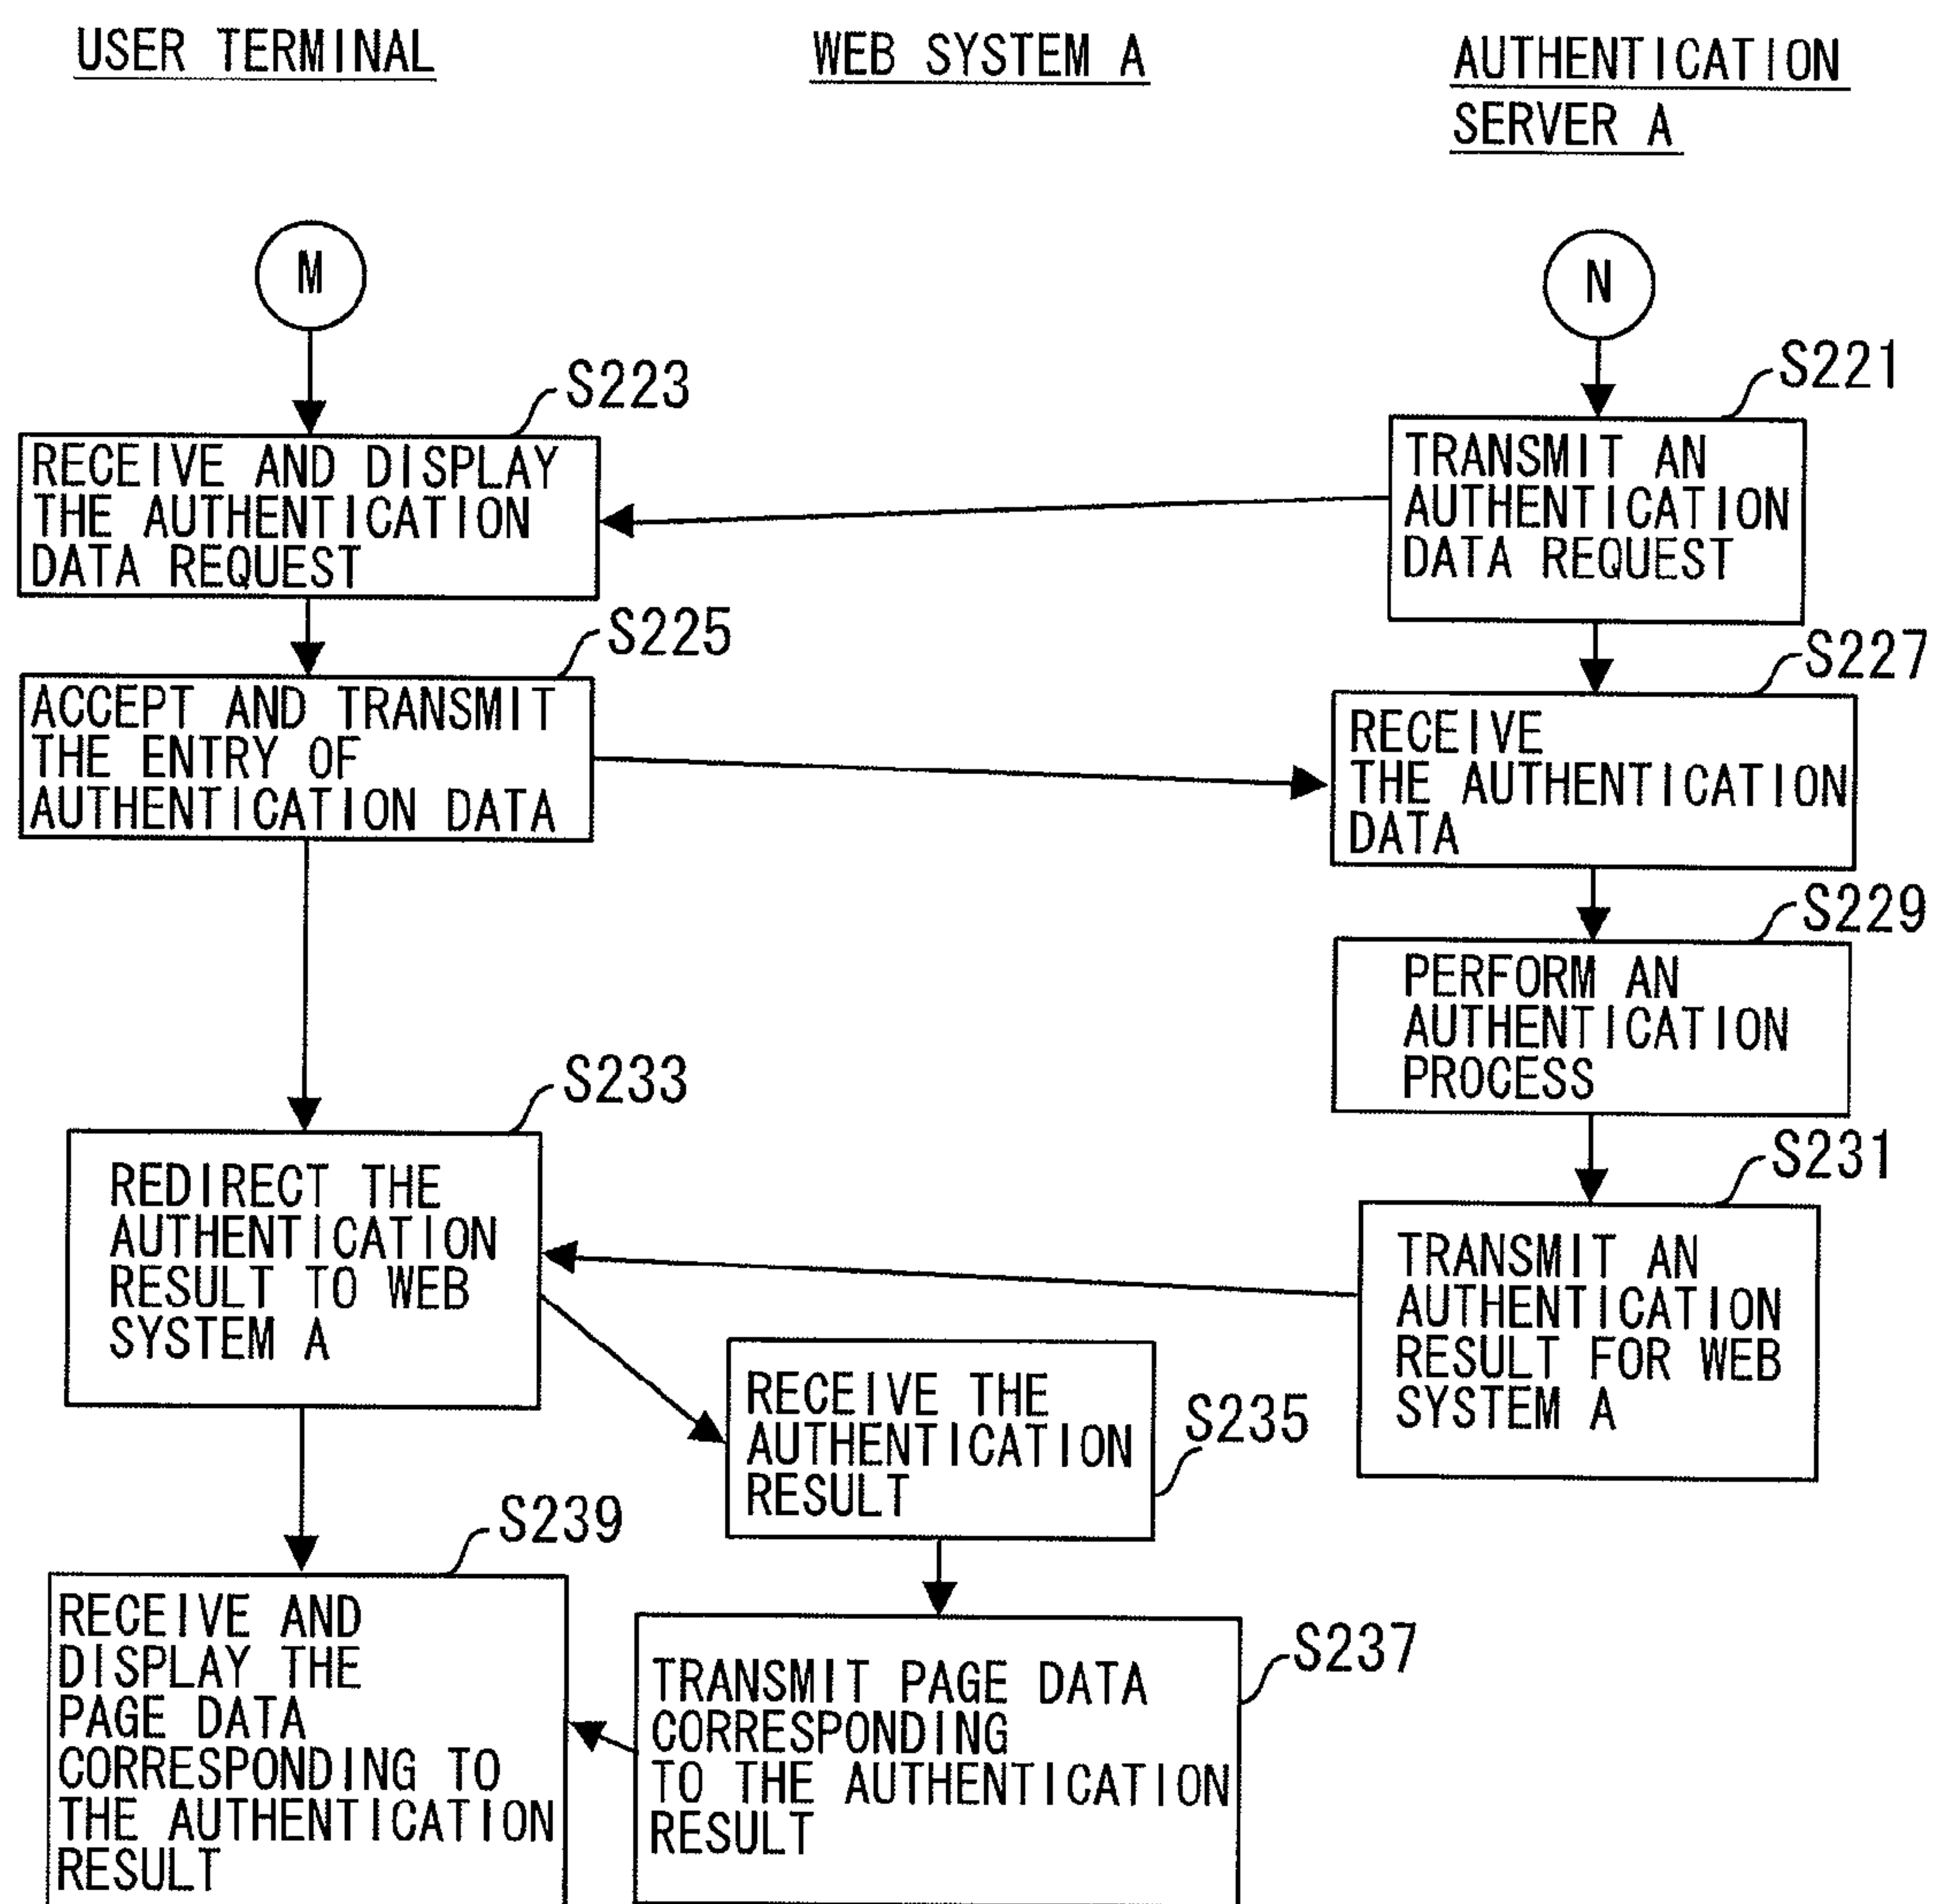 USER TERMINAL
WEB SYSTEM A
AUTHENTICATION
SERVER A
M
N
S223
RECEIVE AND DISPLAY
THE AUTHENTICATION
DATA REQUEST
S221
TRANSMIT AN
AUTHENTICATION
DATA REQUEST
S225
ACCEPT AND TRANSMIT
THE ENTRY OF
AUTHENTICATION DATA
S227
RECEIVE
THE AUTHENTICATION
DATA
S229
PERFORM AN
AUTHENTICATION
PROCESS
S233
REDIRECT THE
AUTHENTICATION
RESULT TO WEB
SYSTEM A
S231
TRANSMIT AN
AUTHENTICATION
RESULT FOR WEB
SYSTEM A
RECEIVE THE
AUTHENTICATION
RESULT
S235
S239
RECEIVE AND
DISPLAY THE
PAGE DATA
CORRESPONDING TO
THE AUTHENTICATION
RESULT
S237
TRANSMIT PAGE DATA
CORRESPONDING
TO THE AUTHENTICATION
RESULT